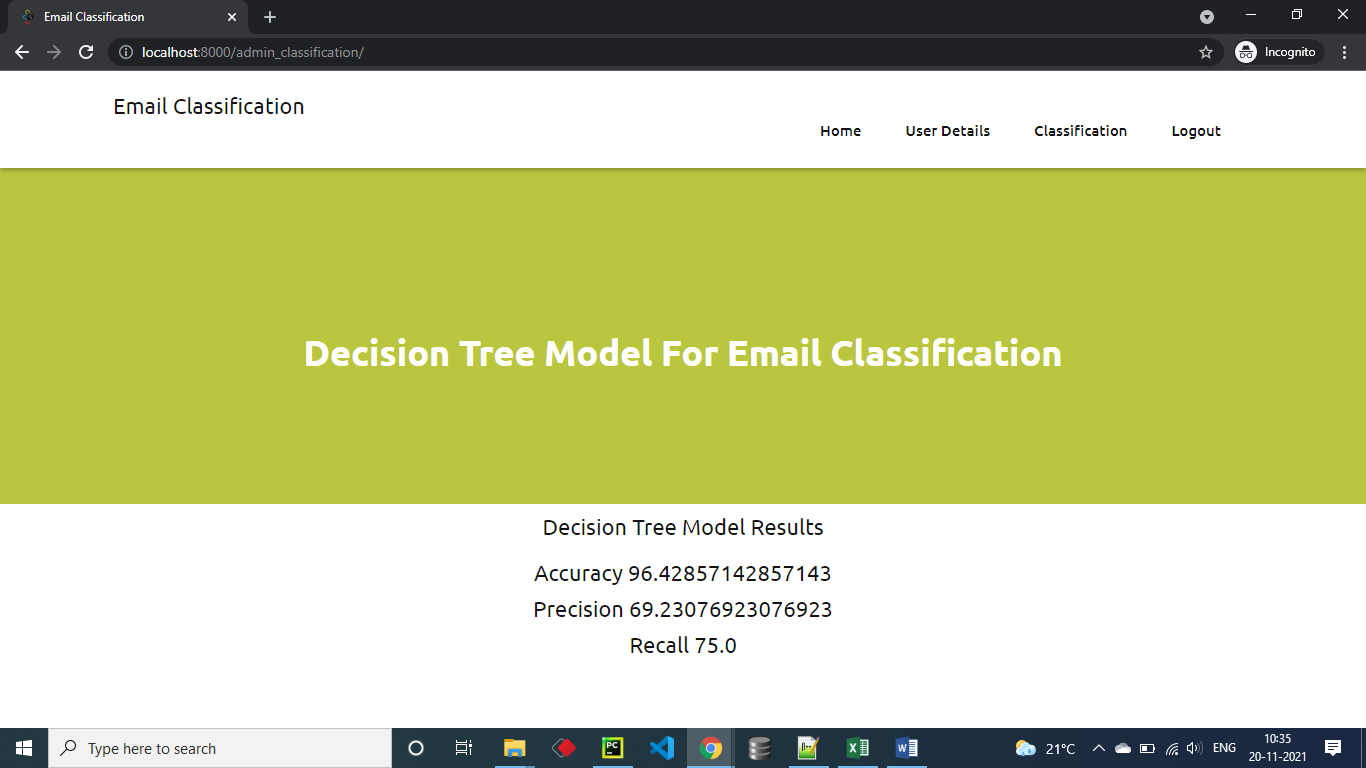 Email Classification
localhost:8000/admin_classification/
Incognito
Email Classification
Home User Details Classification Logout
Decision Tree Model For Email Classification
Decision Tree Model Results
Accuracy 96.42857142857143
Precision 69.23076923076923
Recall 75.0
Type here to search
21°C
ENG
10:35
20-11-2021